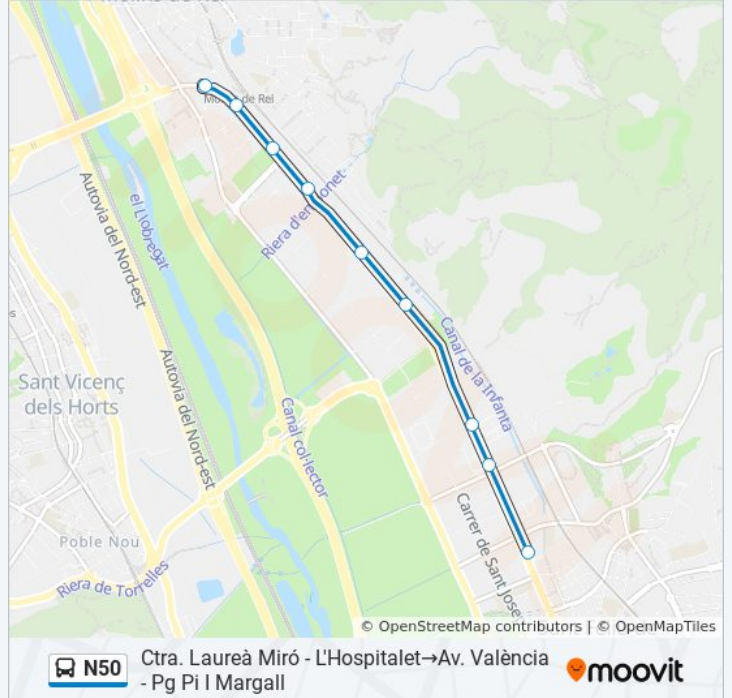 Molins de Rei
Riera d'en Bonet
el Llobregat
Autovia del Nord-est
Canal de la Infanta
Sant Vicenç
dels Horts
Autovia del Nord-est
Canal col·lector
Carrer de Sant Jose
Poble Nou
Riera de Torrelles
© OpenStreetMap contributors | © OpenMapTiles
N50
Ctra. Laureà Miró - L'Hospitalet→Av. València
- Pg Pi I Margall
moovit